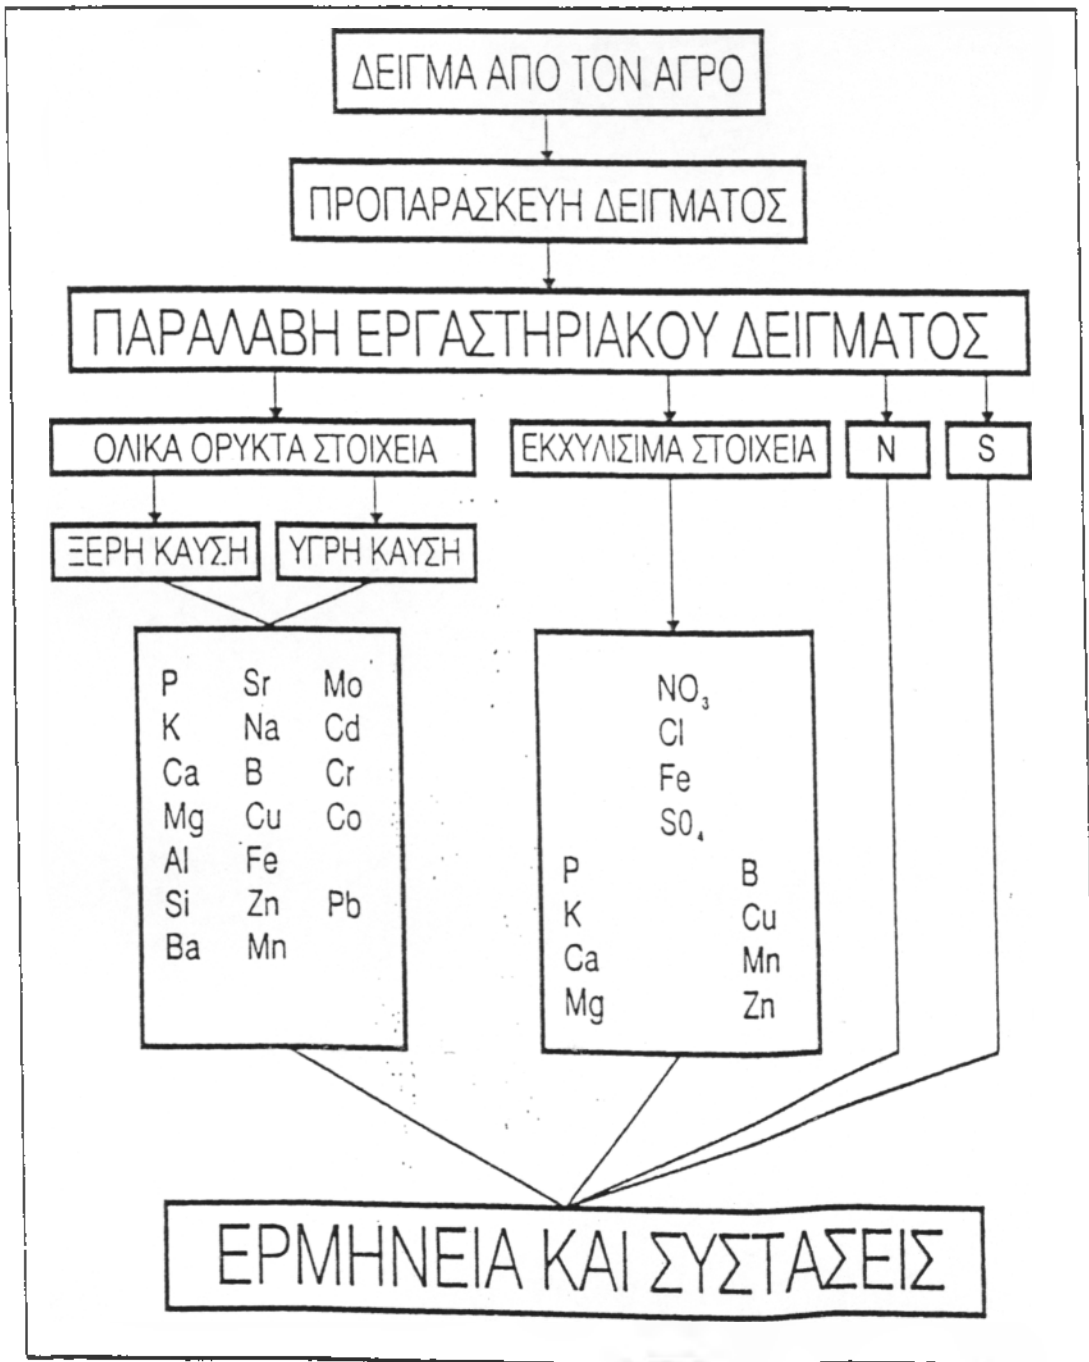 ΔΕΙΓΜΑ ΑΠΟ ΤΟΝ ΑΓΡΟ
ΠΡΟΠΑΡΑΣΚΕΥΗ ΔΕΙΓΜΑΤΟΣ
ΠΑΡΑΛΑΒΗ ΕΡΓΑΣΤΗΡΙΑΚΟΥ ΔΕΙΓΜΑΤΟΣ
ΟΛΙΚΑ ΟΡΥΚΤΑ ΣΤΟΙΧΕΙΑ ΕΚΧΥΛΙΣΙΜΑ ΣΤΟΙΧΕΙΑ N S
ΞΕΡΗ ΚΑΥΣΗ ΥΓΡΗ ΚΑΥΣΗ
P Sr Mo
K Na Cd
Ca B Cr
Mg Cu Co
Al Fe
Si Zn Pb
Ba Mn
NO₃
Cl
Fe
SO₄
P B
K Cu
Ca Mn
Mg Zn
ΕΡΜΗΝΕΙΑ ΚΑΙ ΣΥΣΤΑΣΕΙΣ